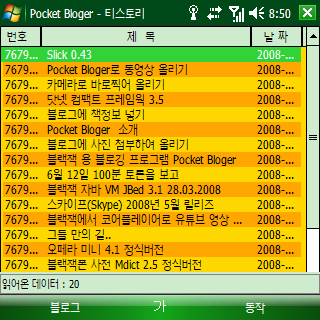 Pocket Bloger - 티스토리 8:50
번호 제 목 날 짜
7679... Slick 0.43 2008-...
7679... Pocket Bloger로 동영상 올리기 2008-...
7679... 카메라로 바로찍어 올리기 2008-...
7679... 닷넷 컴팩트 프레임웍 3.5 2008-...
7679... 블로그에 책정보 넣기 2008-...
7679... Pocket Bloger 소개 2008-...
7679... 블로그에 사진 첨부하여 올리기 2008-...
7679... 블랙잭 용 블로깅 프로그램 Pocket Bloger 2008-...
7679... 6월 12일 100분 토론을 보고 2008-...
7679... 블랙잭 자바 VM JBed 3.1 28.03.2008 2008-...
7679... 스카이프(Skype) 2008년 5월 릴리즈 2008-...
7679... 블랙잭에서 코어플레이어로 유튜브 영상 ... 2008-...
7679... 그들 만의 길.. 2008-...
7679... 오페라 미니 4.1 정식버전 2008-...
7679... 블랙잭폰 사전 Mdict 2.5 정식버전 2008-...
읽어온 데이터 : 20
블로그 가 동작